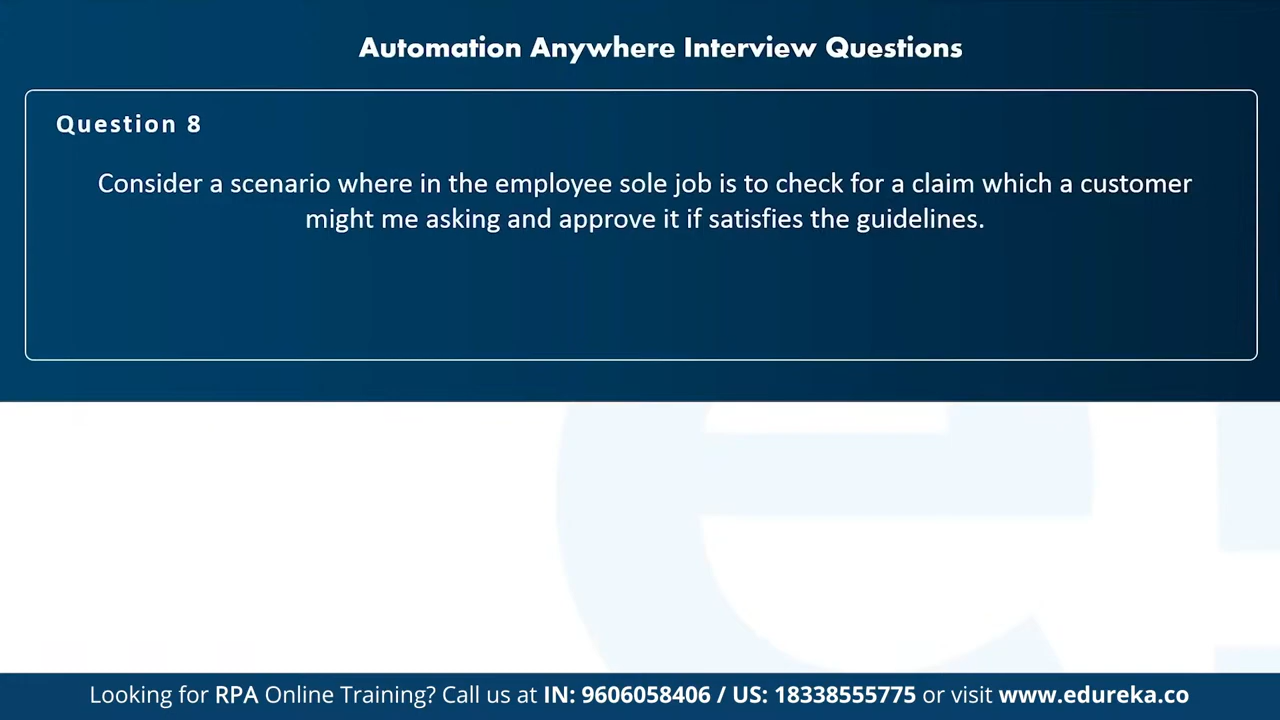 Automation Anywhere Interview Questions
Question 8
Consider a scenario where in the employee sole job is to check for a claim which a customer
might me asking and approve it if satisfies the guidelines.
Looking for RPA Online Training? Call us at IN: 9606058406 / US: 18338555775 or visit www.edureka.co